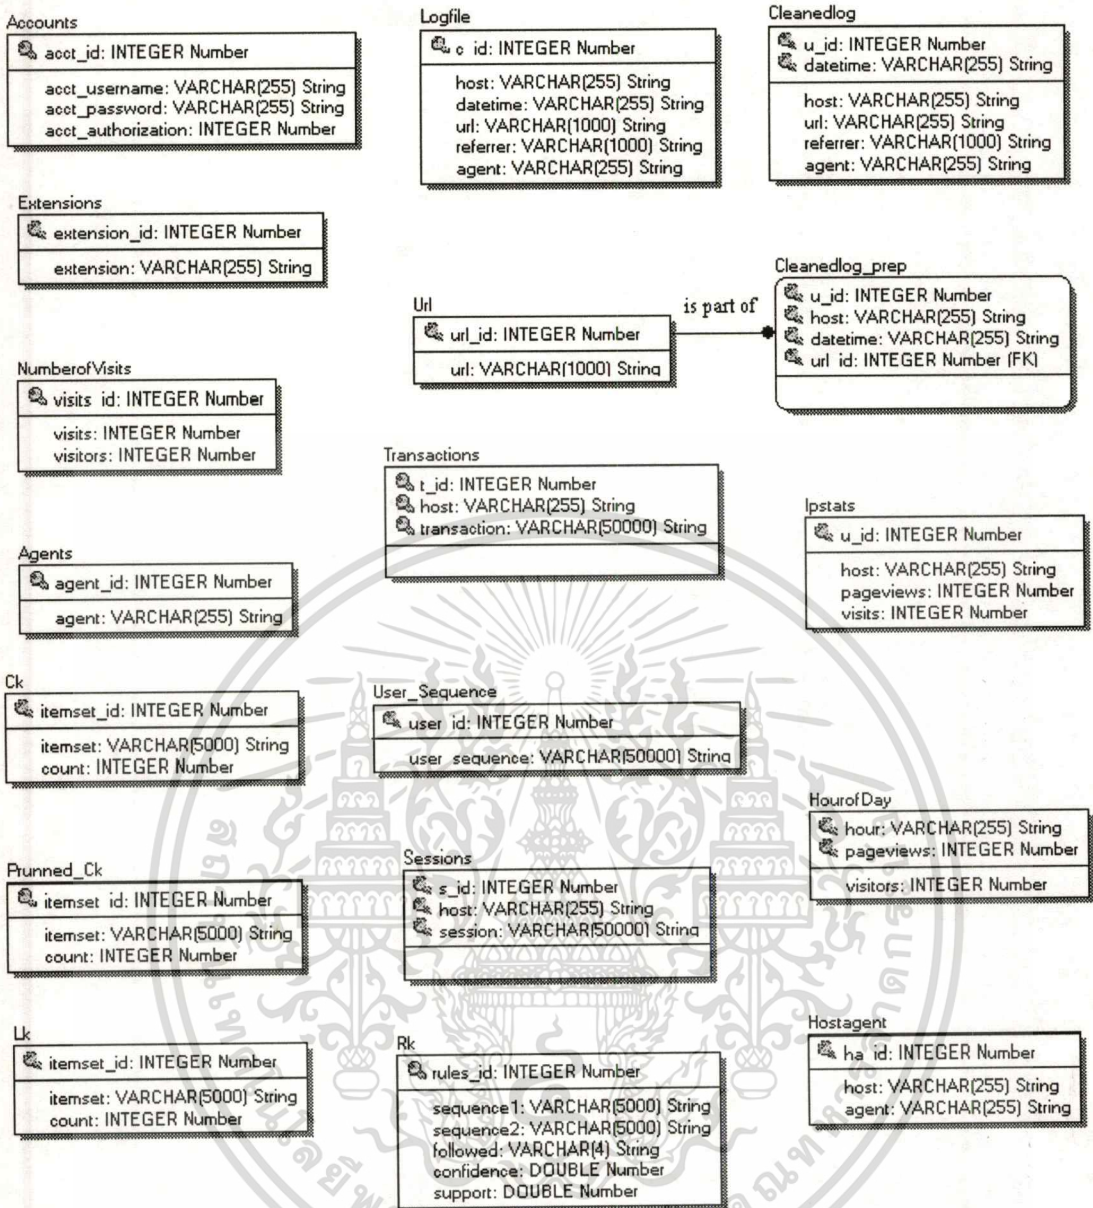 Accounts
acct_id: INTEGER Number
acct_username: VARCHAR(255) String
acct_password: VARCHAR(255) String
acct_authorization: INTEGER Number
Logfile
c_id: INTEGER Number
host: VARCHAR(255) String
datetime: VARCHAR(255) String
url: VARCHAR(1000) String
referrer: VARCHAR(1000) String
agent: VARCHAR(255) String
Cleanedlog
u_id: INTEGER Number
datetime: VARCHAR(255) String
host: VARCHAR(255) String
url: VARCHAR(255) String
referrer: VARCHAR(1000) String
agent: VARCHAR(255) String
Extensions
extension_id: INTEGER Number
extension: VARCHAR(255) String
Url
url_id: INTEGER Number
url: VARCHAR(1000) String
is part of
Cleanedlog_prep
u_id: INTEGER Number
host: VARCHAR(255) String
datetime: VARCHAR(255) String
url_id: INTEGER Number (FK)
NumberofVisits
visits_id: INTEGER Number
visits: INTEGER Number
visitors: INTEGER Number
Transactions
t_id: INTEGER Number
host: VARCHAR(255) String
transaction: VARCHAR(50000) String
Ipstats
u_id: INTEGER Number
host: VARCHAR(255) String
pageviews: INTEGER Number
visits: INTEGER Number
Agents
agent_id: INTEGER Number
agent: VARCHAR(255) String
Ck
itemset_id: INTEGER Number
itemset: VARCHAR(5000) String
count: INTEGER Number
User_Sequence
user_id: INTEGER Number
user_sequence: VARCHAR(50000) String
HourofDay
hour: VARCHAR(255) String
pageviews: INTEGER Number
visitors: INTEGER Number
Prunned_Ck
itemset_id: INTEGER Number
itemset: VARCHAR(5000) String
count: INTEGER Number
Sessions
s_id: INTEGER Number
host: VARCHAR(255) String
session: VARCHAR(50000) String
Lk
itemset_id: INTEGER Number
itemset: VARCHAR(5000) String
count: INTEGER Number
Rk
rules_id: INTEGER Number
sequence1: VARCHAR(5000) String
sequence2: VARCHAR(5000) String
followed: VARCHAR(4) String
confidence: DOUBLE Number
support: DOUBLE Number
Hostagent
ha_id: INTEGER Number
host: VARCHAR(255) String
agent: VARCHAR(255) String